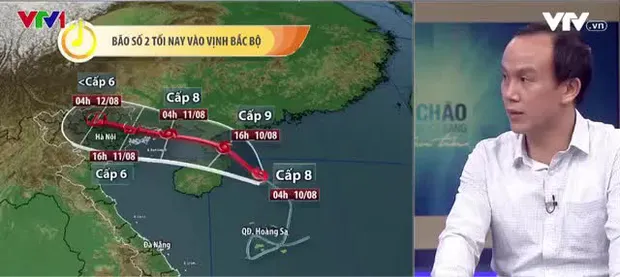 VTV1
BÃO SỐ 2 TỐI NAY VÀO VỊNH BẮC BỘ
VTV
.vn
<Cấp 6
04h 12/08
Cấp 8
04h 11/08
Cấp 9
16h 10/08
Hà Nội
16h 11/08
Cấp 6
Cấp 8
04h 10/08
QĐ. Hoàng Sa
Đà Nẵng
CHÀO